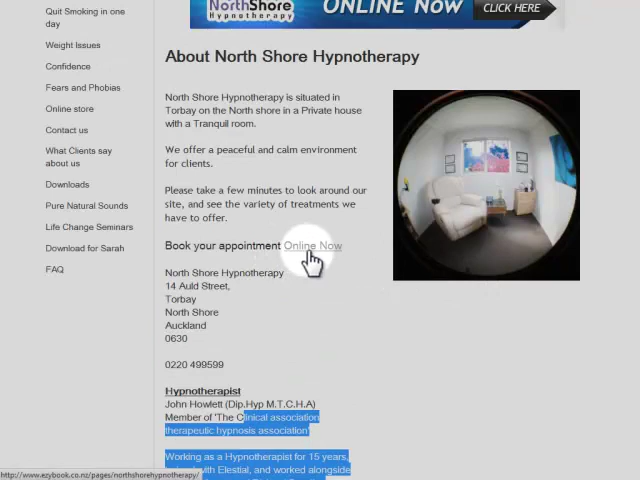 Quit Smoking in one
day
Weight Issues
Confidence
Fears and Phobias
Online store
Contact us
What Clients say
about us
Downloads
Pure Natural Sounds
Life Change Seminars
Download for Sarah
FAQ
NorthShore
Hypnotherapy
ONLINE NOW
CLICK HERE
About North Shore Hypnotherapy
North Shore Hypnotherapy is situated in
Torbay on the North shore in a Private house
with a Tranquil room.
We offer a peaceful and calm environment
for clients.
Please take a few minutes to look around our
site, and see the variety of treatments we
have to offer.
Book your appointment Online Now
North Shore Hypnotherapy
14 Auld Street,
Torbay
North Shore
Auckland
0630
0220 499599
Hypnotherapist
John Howlett (Dip.Hyp M.T.C.H.A)
Member of 'The Clinical association
therapeutic hypnosis association'
Working as a Hypnotherapist for 15 years,
with Elestial, and worked alongside
http://www.ezybook.co.nz/pages/northshorehypnotherapy/